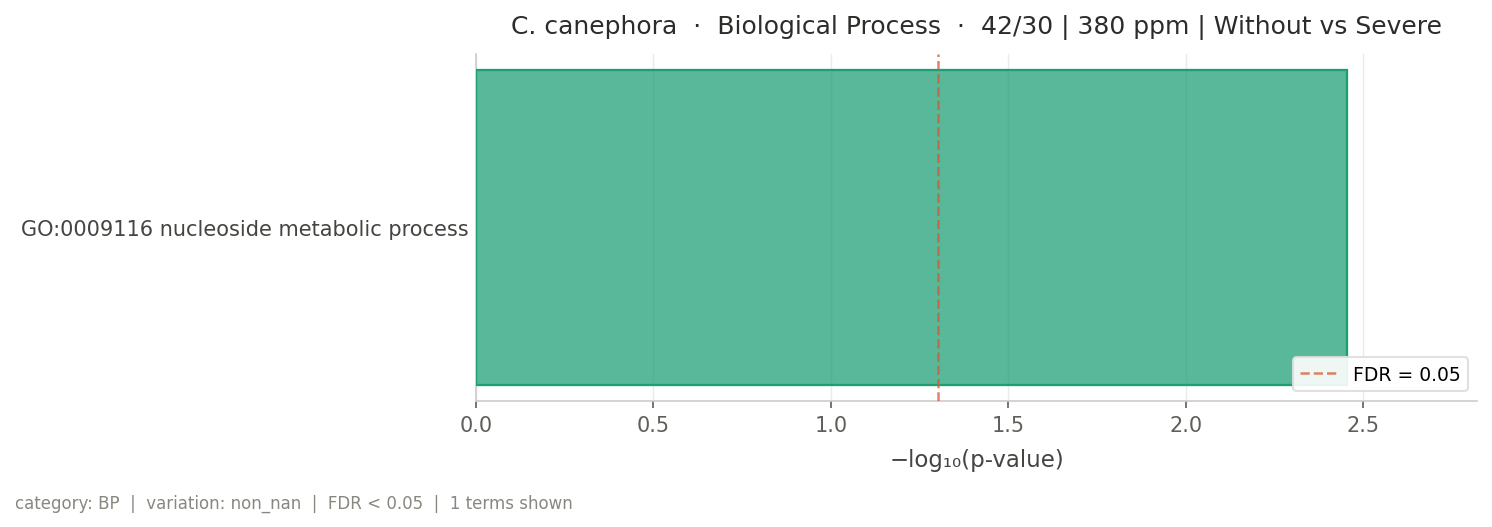 C. canephora · Biological Process · 42/30 | 380 ppm | Without vs Severe
GO:0009116 nucleoside metabolic process
FDR = 0.05
0.0 0.5 1.0 1.5 2.0 2.5
−log₁₀(p-value)
category: BP | variation: non_nan | FDR < 0.05 | 1 terms shown